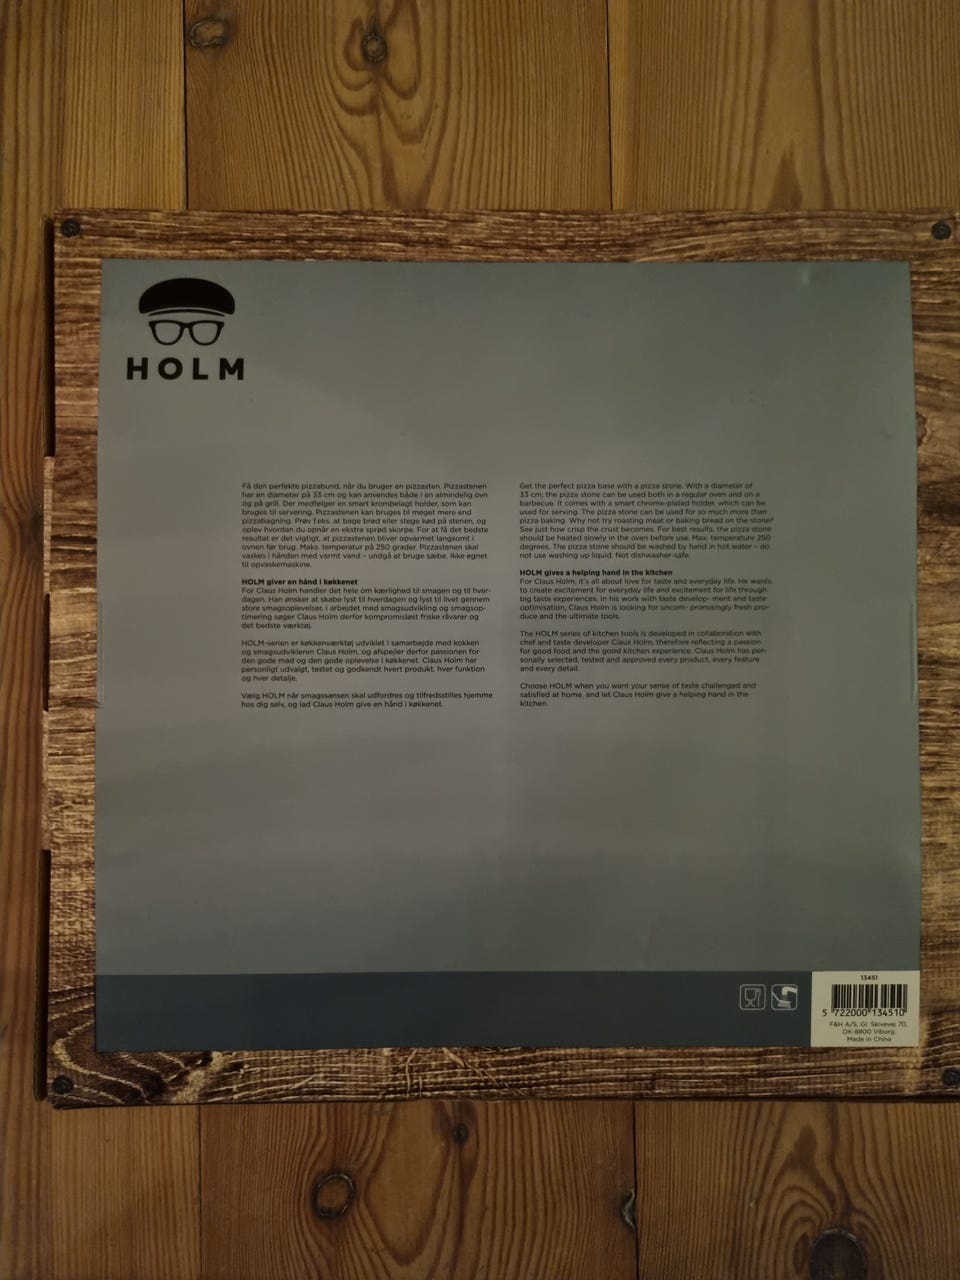 HOLM
Få den perfekte pizzabund, når du bruger en pizzasten. Pizzastenen
har en diameter på 33 cm og kan anvendes både i en almindelig ovn
og på grill. Der medfølger en smart krombelagt holder, som kan
bruges til servering. Pizzastenen kan bruges til meget mere end
pizzabagning. Prøv f.eks. at bage brød eller stege kød på stenen, og
oplev hvordan du opnår en ekstra sprød skorpe. For at få det bedste
resultat er det vigtigt, at pizzastenen bliver opvarmet langsomt i
ovnen før brug. Maks. temperatur på 250 grader. Pizzastenen skal
vaskes i hånden med varmt vand – undgå at bruge sæbe. Ikke egnet
til opvaskemaskine.
HOLM giver en hånd i køkkenet
For Claus Holm handler det hele om kærlighed til smagen og til hver-
dagen. Han ønsker at skabe lyst til hverdagen og lyst til livet gennem
store smagsoplevelser. I arbejdet med smagsudvikling og smagsop-
timering søger Claus Holm derfor kompromisløst friske råvarer og
det bedste værktøj.
HOLM-serien er køkkenværktøj udviklet i samarbejde med kokken
og smagsudvikleren Claus Holm, og afspejler derfor passionen for
den gode mad og den gode oplevelse i køkkenet. Claus Holm har
personligt udvalgt, testet og godkendt hvert produkt, hver funktion
og hver detalje.
Vælg HOLM når smagssansen skal udfordres og tilfredsstilles hjemme
hos dig selv, og lad Claus Holm give en hånd i køkkenet.
Get the perfect pizza base with a pizza stone. With a diameter of
33 cm, the pizza stone can be used both in a regular oven and on a
barbecue. It comes with a smart chrome-plated holder, which can be
used for serving. The pizza stone can be used for so much more than
pizza baking. Why not try roasting meat or baking bread on the stone?
See just how crisp the crust becomes. For best results, the pizza stone
should be heated slowly in the oven before use. Max. temperature 250
degrees. The pizza stone should be washed by hand in hot water – do
not use washing up liquid. Not dishwasher-safe.
HOLM gives a helping hand in the kitchen
For Claus Holm, it's all about love for taste and everyday life. He wants
to create excitement for everyday life and excitement for life through
big taste experiences. In his work with taste develop- ment and taste
optimisation, Claus Holm is looking for uncom- promisingly fresh pro-
duce and the ultimate tools.
The HOLM series of kitchen tools is developed in collaboration with
chef and taste developer Claus Holm, therefore reflecting a passion
for good food and the good kitchen experience. Claus Holm has per-
sonally selected, tested and approved every product, every feature
and every detail.
Choose HOLM when you want your sense of taste challenged and
satisfied at home, and let Claus Holm give a helping hand in the
kitchen.
13451
5 722000 134510
F&H A/S, Gl. Skivevej 70,
DK-8800 Viborg
Made in China